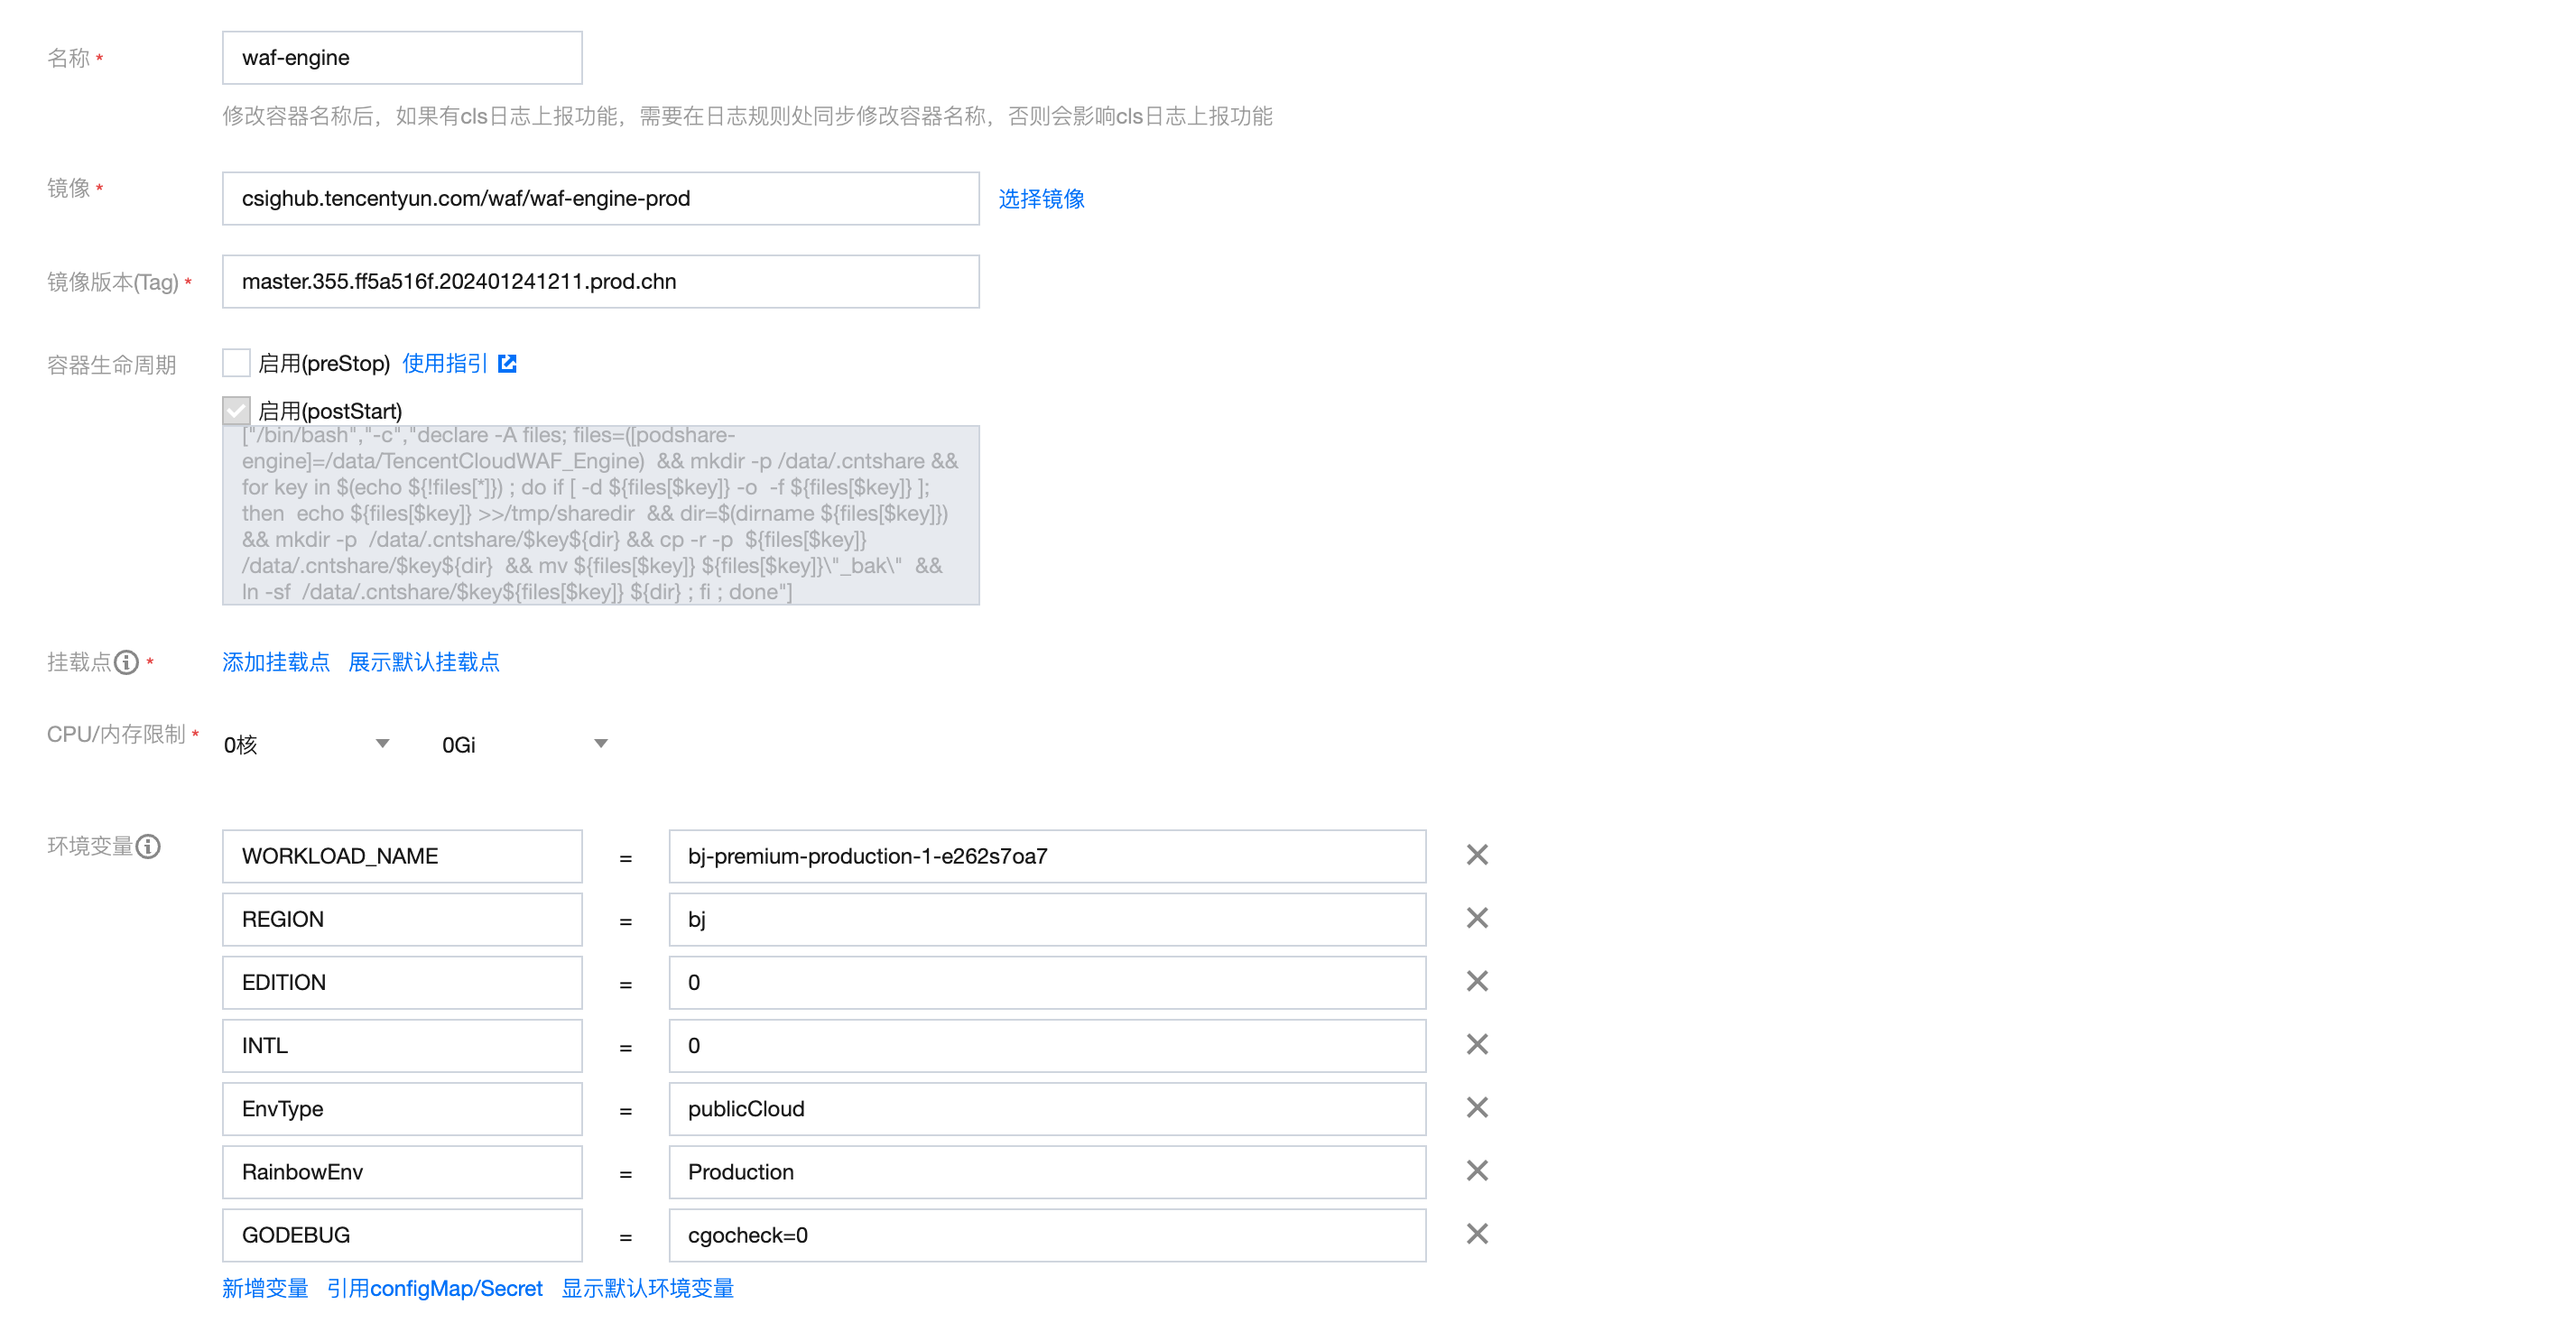 名称 * waf-engine
修改容器名称后，如果有cls日志上报功能，需要在日志规则处同步修改容器名称，否则会影响cls日志上报功能
镜像 * csighub.tencentyun.com/waf/waf-engine-prod 选择镜像
镜像版本(Tag) * master.355.ff5a516f.202401241211.prod.chn
容器生命周期 启用(preStop) 使用指引
启用(postStart)
["/bin/bash","-c","declare -A files; files=([podshare-
engine]=/data/TencentCloudWAF_Engine)  && mkdir -p /data/.cntshare &&
for key in $(echo ${!files[*]}) ; do if [ -d ${files[$key]} -o  -f ${files[$key]} ];
then  echo ${files[$key]} >>/tmp/sharedir  && dir=$(dirname ${files[$key]})
&& mkdir -p  /data/.cntshare/$key${dir} && cp -r -p  ${files[$key]}
/data/.cntshare/$key${dir}  && mv ${files[$key]} ${files[$key]}\"_bak\"  &&
ln -sf  /data/.cntshare/$key${files[$key]} ${dir} ; fi ; done"]
挂载点 * 添加挂载点 展示默认挂载点
CPU/内存限制 * 0核 0Gi
环境变量 WORKLOAD_NAME = bj-premium-production-1-e262s7oa7
REGION = bj
EDITION = 0
INTL = 0
EnvType = publicCloud
RainbowEnv = Production
GODEBUG = cgocheck=0
新增变量 引用configMap/Secret 显示默认环境变量